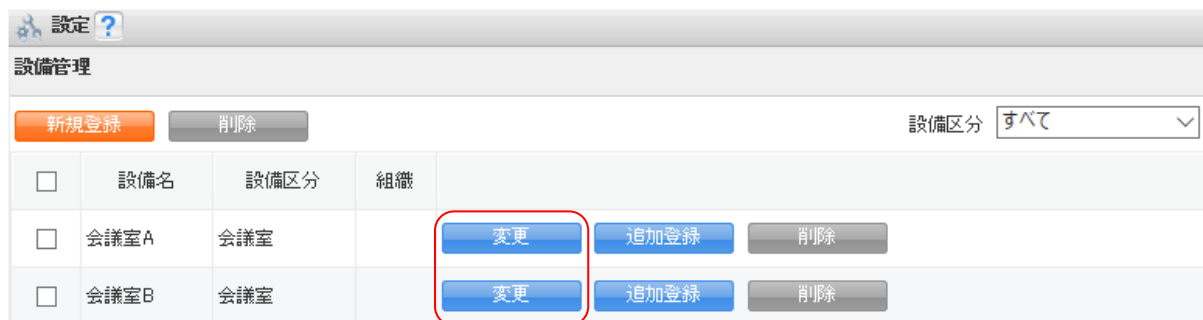 設定 ?
設備管理
新規登録 削除 設備区分 すべて
設備名 設備区分 組織
会議室A 会議室 変更 追加登録 削除
会議室B 会議室 変更 追加登録 削除